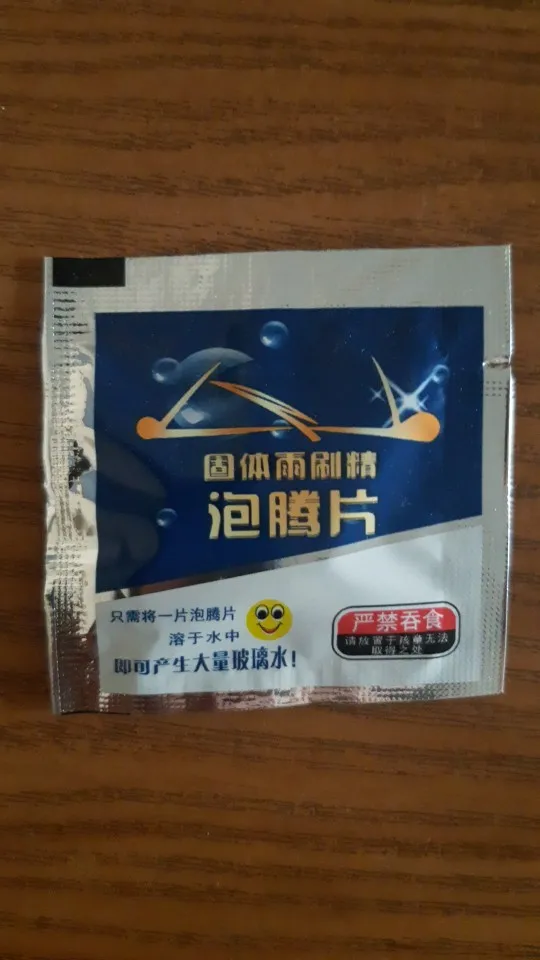 固体雨刷精
泡腾片
只需将一片泡腾片
溶于水中
即可产生大量玻璃水！
严禁吞食
请放置于孩童无法
取得之处